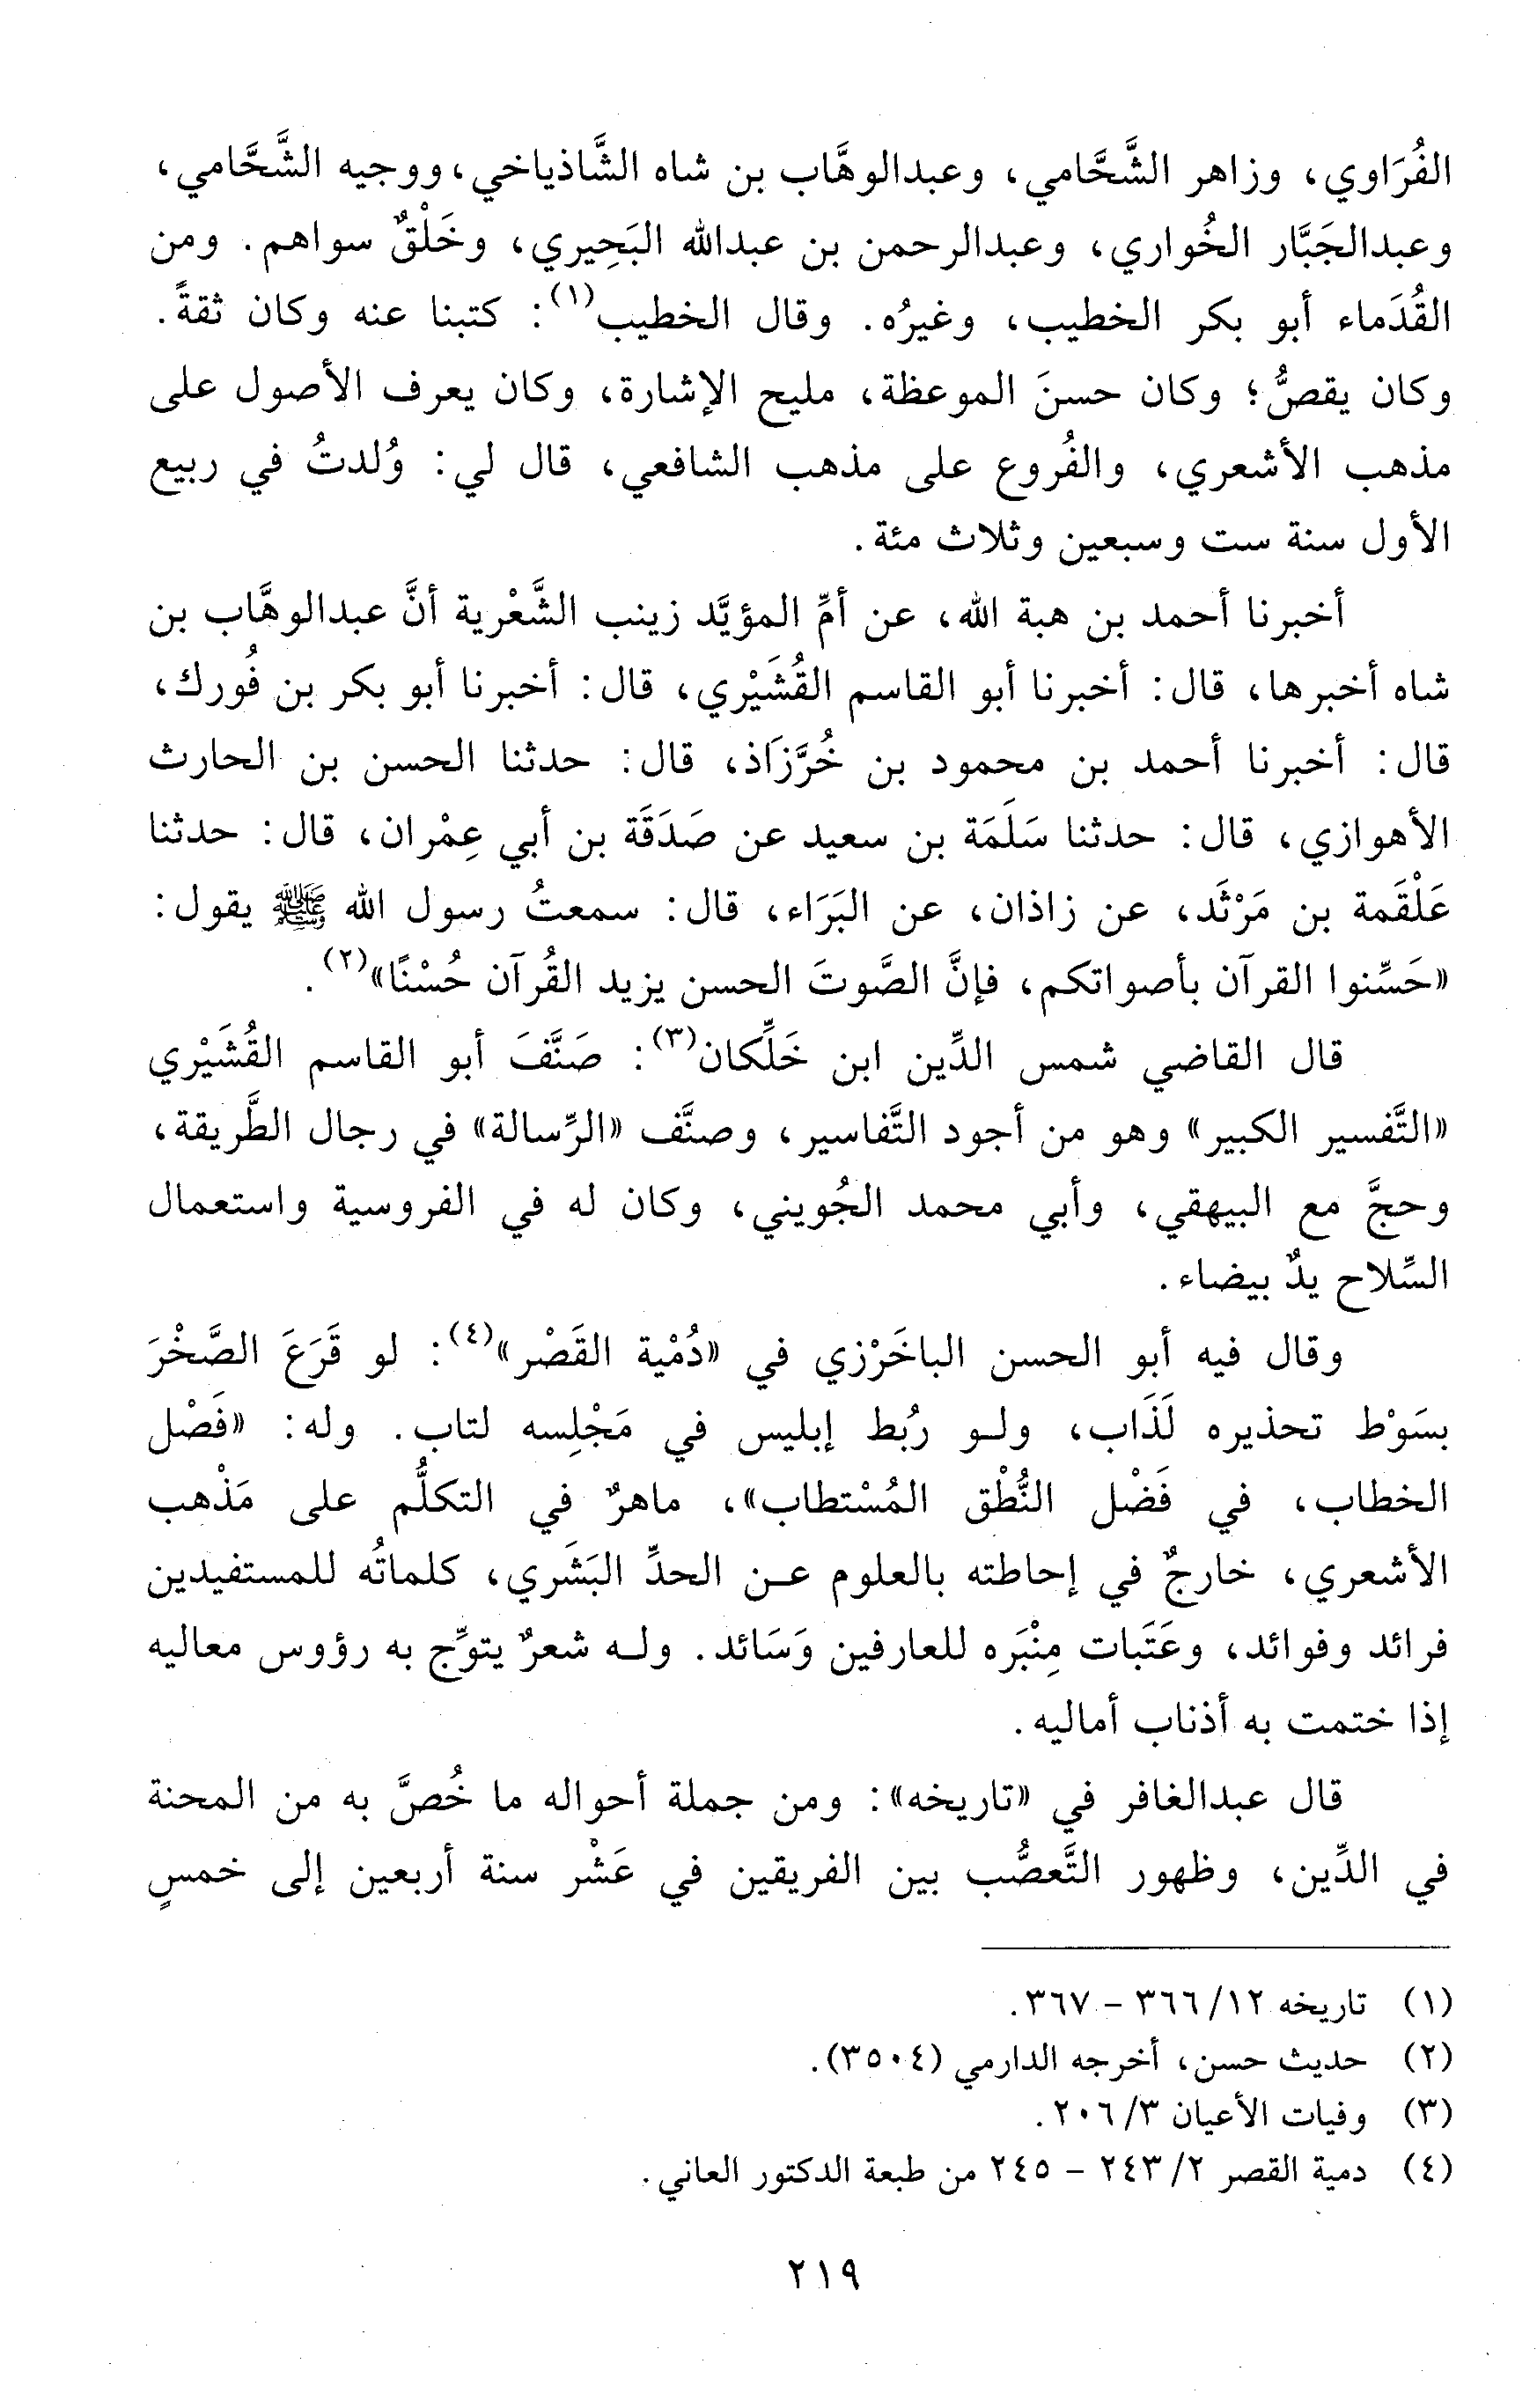 الفُرَاوي، وزاهر الشَّحَّامي، وعبدالوهَّاب بن شاه الشَّاذياخي، ووجيه الشَّحَّامي،
وعبدالجَبَّار الخُواري، وعبدالرحمن بن عبدالله البَحِيري، وخَلْقٌ سواهم. ومن
القُدَماء أبو بكر الخطيب، وغيرُه. وقال الخطيب(١): كتبنا عنه وكان ثقةً.
وكان يقصُّ؛ وكان حسنَ الموعظة، مليح الإشارة، وكان يعرف الأصول على
مذهب الأشعري، والفُروع على مذهب الشافعي، قال لي: وُلدتُ في ربيع
الأول سنة ست وسبعين وثلاث مئة.
أخبرنا أحمد بن هبة الله، عن أمِّ المؤيَّد زينب الشَّعْرية أنَّ عبدالوهَّاب بن
شاه أخبرها، قال: أخبرنا أبو القاسم القُشَيْري، قال: أخبرنا أبو بكر بن فُورك،
قال: أخبرنا أحمد بن محمود بن خُرَّزَاذ، قال: حدثنا الحسن بن الحارث
الأهوازي، قال: حدثنا سَلَمَة بن سعيد عن صَدَقَة بن أبي عِمْران، قال: حدثنا
عَلْقَمة بن مَرْثَد، عن زاذان، عن البَرَاء، قال: سمعتُ رسول الله ﷺ يقول:
«حَسِّنوا القرآن بأصواتكم، فإنَّ الصَّوتَ الحسن يزيد القُرآن حُسْنًا»(٢).
قال القاضي شمس الدِّين ابن خَلِّكان(٣): صَنَّفَ أبو القاسم القُشَيْري
«التَّفسير الكبير» وهو من أجود التَّفاسير، وصنَّف «الرِّسالة» في رجال الطَّريقة،
وحجَّ مع البيهقي، وأبي محمد الجُويني، وكان له في الفروسية واستعمال
السِّلاح يدٌ بيضاء.
وقال فيه أبو الحسن الباخَرْزي في «دُمْية القَصْر»(٤): لو قَرَعَ الصَّخْرَ
بسَوْط تحذيره لَذَاب، ولو رُبط إبليس في مَجْلِسه لتاب. وله: «فَصْل
الخطاب، في فَضْل النُّطْق المُسْتطاب»، ماهرٌ في التكلُّم على مَذْهب
الأشعري، خارجٌ في إحاطته بالعلوم عن الحدِّ البَشَري، كلماتُه للمستفيدين
فرائد وفوائد، وعَتَبات مِنْبَره للعارفين وَسَائد. وله شعرٌ يتوِّج به رؤوس معاليه
إذا ختمت به أذناب أماليه.
قال عبدالغافر في «تاريخه»: ومن جملة أحواله ما خُصَّ به من المحنة
في الدِّين، وظهور التَّعصُّب بين الفريقين في عَشْر سنة أربعين إلى خمسٍ
(١) تاريخه ١٢/ ٣٦٦ - ٣٦٧.
(٢) حديث حسن، أخرجه الدارمي (٣٥٠٤).
(٣) وفيات الأعيان ٣/ ٢٠٦.
(٤) دمية القصر ٢/ ٢٤٣ - ٢٤٥ من طبعة الدكتور العاني.
٢١٩